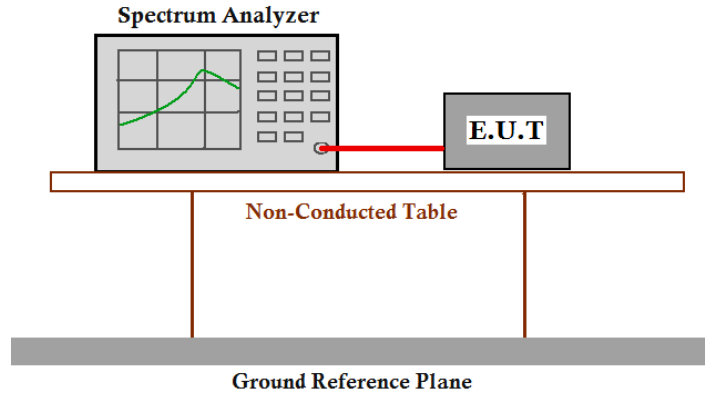 Spectrum Analyzer
E.U.T
Non-Conducted Table
Ground Reference Plane